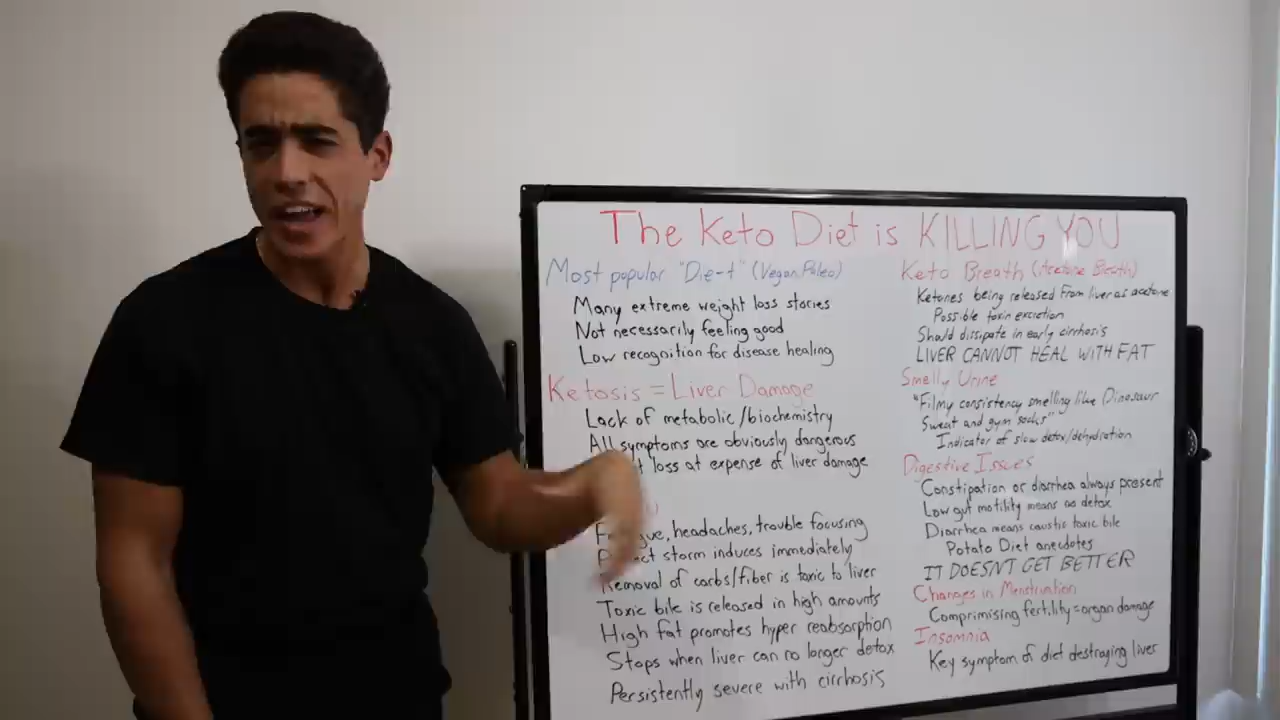 The Keto Diet is KILLING YOU
Most popular "Die-t" (Vegan, Paleo)
Many extreme weight loss stories
Not necessarily feeling good
Low recognition for disease healing
Ketosis = Liver Damage
Lack of metabolic/biochemistry
All symptoms are obviously dangerous
loss at expense of liver damage
headaches, trouble focusing
storm induces immediately
Removal of carbs/fiber is toxic to liver
Toxic bile is released in high amounts
High fat promotes hyper reabsorption
Stops when liver can no longer detox
Persistently severe with cirrhosis
Keto Breath (Acetone Breath)
Ketones being released from liver as acetone
Possible toxin excretion
Should dissipate in early cirrhosis
LIVER CANNOT HEAL WITH FAT
Smelly Urine
"Filmy consistency smelling like Dinosaur
Sweat and gym socks"
Indicator of slow detox/dehydration
Digestive Issues
Constipation or diarrhea always present
Low gut motility means no detox
Diarrhea means caustic toxic bile
Potato Diet anecdotes
IT DOESNT GET BETTER
Changes in Menstruation
Comprimising fertility = organ damage
Insomnia
Key symptom of diet destraying liver